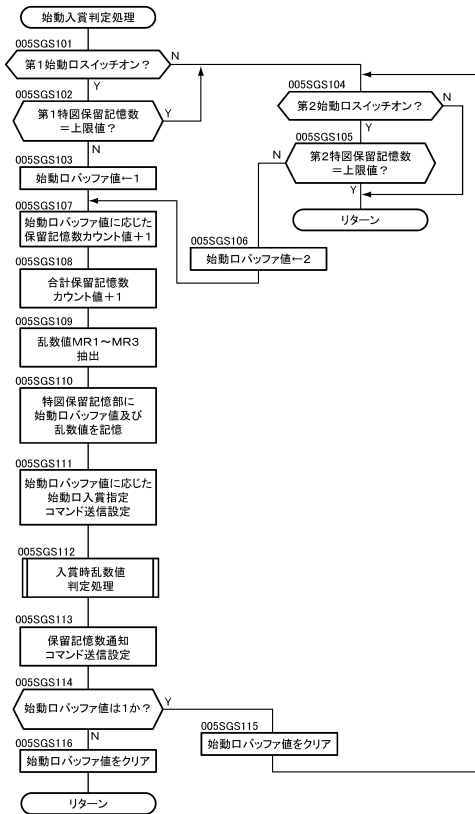 始動入賞判定処理
005SGS101
第1始動口スイッチオン？
N
Y
005SGS102
第1特図保留記憶数
＝上限値？
Y
N
005SGS103
始動口バッファ値←1
005SGS104
第2始動口スイッチオン？
N
Y
005SGS105
第2特図保留記憶数
＝上限値？
N
Y
リターン
005SGS106
始動口バッファ値←2
005SGS107
始動口バッファ値に応じた
保留記憶数カウント値＋1
005SGS108
合計保留記憶数
カウント値＋1
005SGS109
乱数値MR1～MR3
抽出
005SGS110
特図保留記憶部に
始動口バッファ値及び
乱数値を記憶
005SGS111
始動口バッファ値に応じた
始動口入賞指定
コマンド送信設定
005SGS112
入賞時乱数値
判定処理
005SGS113
保留記憶数通知
コマンド送信設定
005SGS114
始動口バッファ値は1か？
Y
N
005SGS115
始動口バッファ値をクリア
005SGS116
始動口バッファ値をクリア
リターン